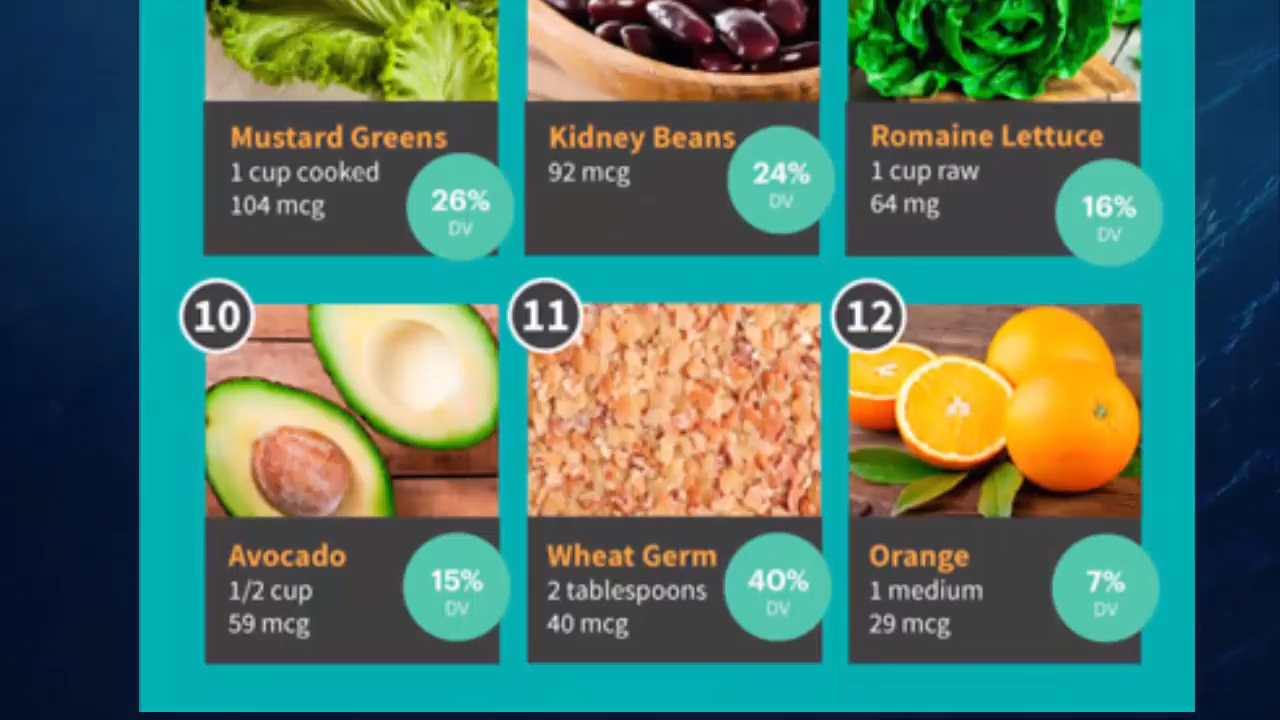 Mustard Greens
1 cup cooked
104 mcg
26%
DV
Kidney Beans
92 mcg
24%
DV
Romaine Lettuce
1 cup raw
64 mg
16%
DV
10
Avocado
1/2 cup
59 mcg
15%
DV
11
Wheat Germ
2 tablespoons
40 mcg
40%
DV
12
Orange
1 medium
29 mcg
7%
DV